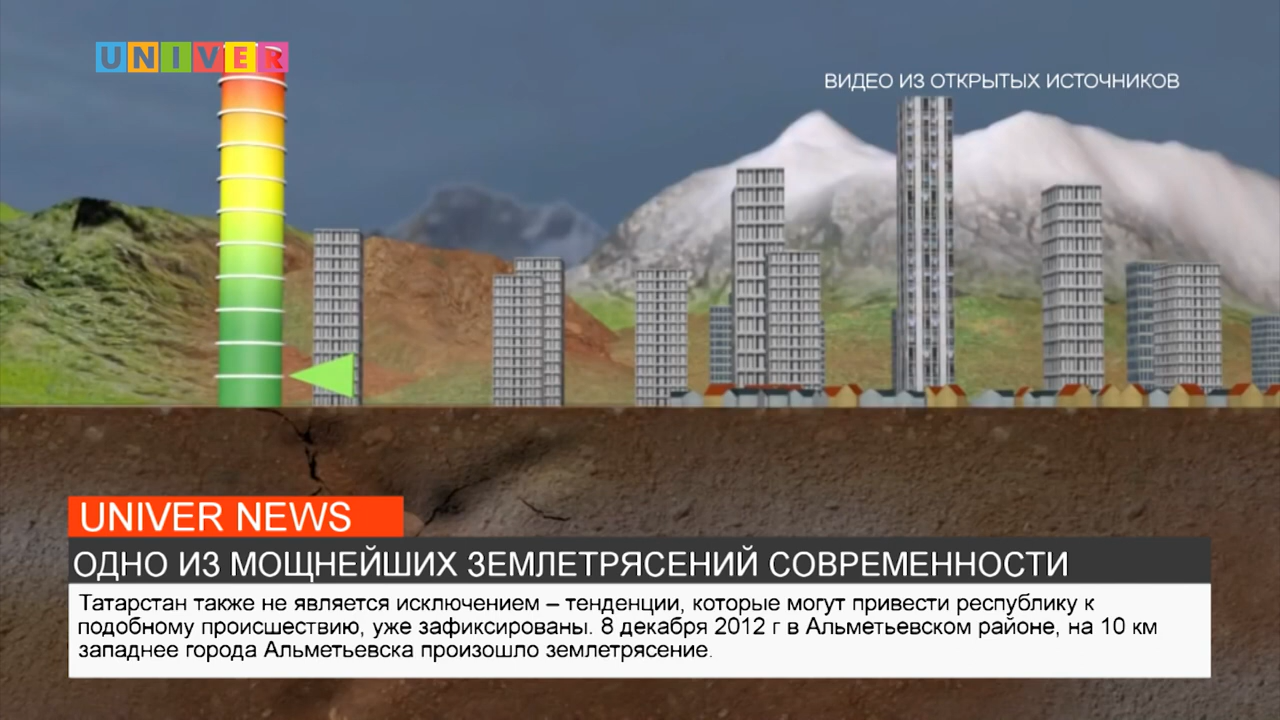 UNIVER
ВИДЕО ИЗ ОТКРЫТЫХ ИСТОЧНИКОВ
UNIVER NEWS
ОДНО ИЗ МОЩНЕЙШИХ ЗЕМЛЕТРЯСЕНИЙ СОВРЕМЕННОСТИ
Татарстан также не является исключением – тенденции, которые могут привести республику к
подобному происшествию, уже зафиксированы. 8 декабря 2012 г в Альметьевском районе, на 10 км
западнее города Альметьевска произошло землетрясение.